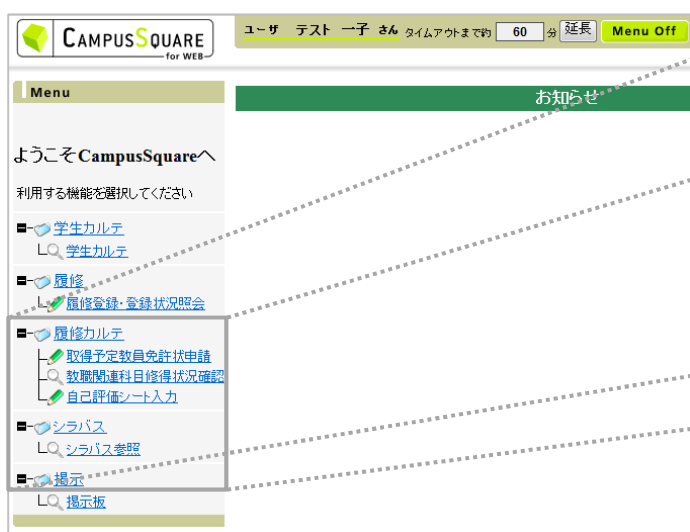 CAMPUSSQUARE
for WEB
ユーザ テスト 一子 さん タイムアウトまで約 60 分 延長 Menu Off
Menu
お知らせ
ようこそCampusSquareへ
利用する機能を選択してください
学生カルテ
学生カルテ
履修
履修登録・登録状況照会
履修カルテ
取得予定教員免許状申請
教職関連科目修得状況確認
自己評価シート入力
シラバス
シラバス参照
掲示
掲示板